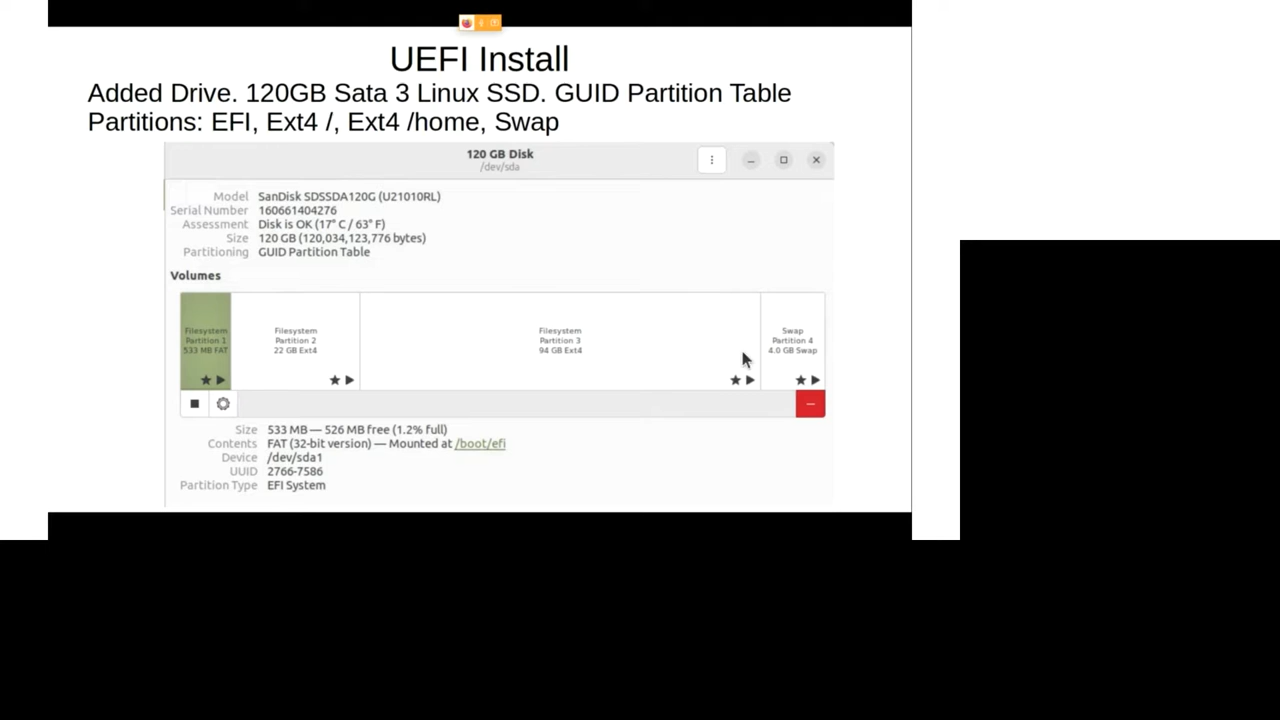 UEFI Install
Added Drive. 120GB Sata 3 Linux SSD. GUID Partition Table
Partitions: EFI, Ext4 /, Ext4 /home, Swap
120 GB Disk
/dev/sda
Model SanDisk SDSSDA120G (U21010RL)
Serial Number 160661404276
Assessment Disk is OK (17° C / 63° F)
Size 120 GB (120,034,123,776 bytes)
Partitioning GUID Partition Table
Volumes
Filesystem
Partition 1
533 MB FAT
Filesystem
Partition 2
22 GB Ext4
Filesystem
Partition 3
94 GB Ext4
Swap
Partition 4
4.0 GB Swap
Size 533 MB — 526 MB free (1.2% full)
Contents FAT (32-bit version) — Mounted at /boot/efi
Device /dev/sda1
UUID 2766-7586
Partition Type EFI System